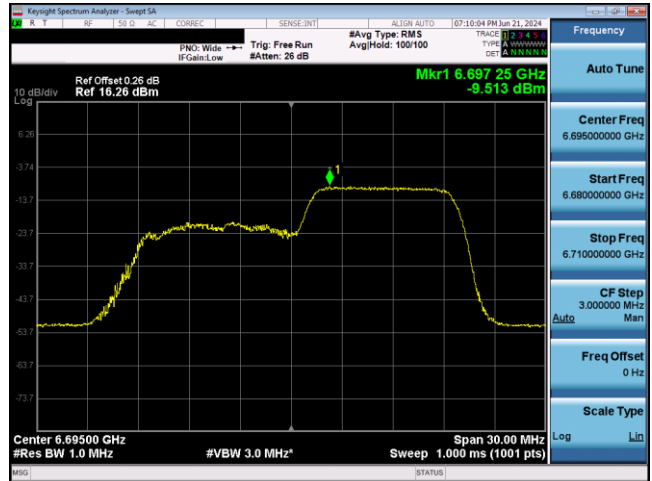 Keysight Spectrum Analyzer - Swept SA
R T RF 50 Ω AC CORREC SENSE:INT ALIGN AUTO 07:10:04 PM Jun 21, 2024
PNO: Wide
IFGain:Low
Trig: Free Run
#Atten: 26 dB
#Avg Type: RMS
Avg|Hold: 100/100
TRACE 1 2 3 4 5 6
TYPE A WWWWW
DET A N N N N N
Mkr1 6.697 25 GHz
-9.513 dBm
Ref Offset 0.26 dB
10 dB/div Ref 16.26 dBm
Log
6.26
-3.74
1
-13.7
-23.7
-33.7
-43.7
-53.7
-63.7
-73.7
Center 6.69500 GHz Span 30.00 MHz
#Res BW 1.0 MHz #VBW 3.0 MHz* Sweep 1.000 ms (1001 pts)
MSG STATUS
Frequency
Auto Tune
Center Freq
6.695000000 GHz
Start Freq
6.680000000 GHz
Stop Freq
6.710000000 GHz
CF Step
3.000000 MHz
Auto Man
Freq Offset
0 Hz
Scale Type
Log Lin